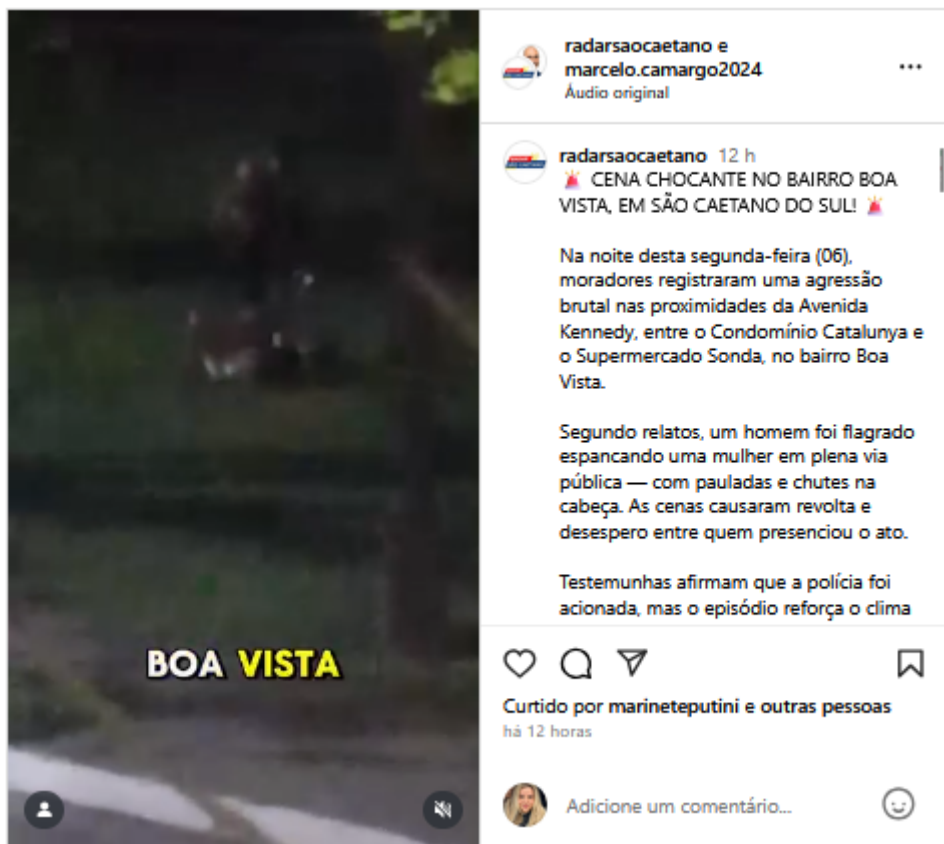 BOA VISTA
radarsaocaetano e
marcelo.camargo2024
Áudio original
radarsaocaetano 12 h
🚨 CENA CHOCANTE NO BAIRRO BOA
VISTA, EM SÃO CAETANO DO SUL! 🚨
Na noite desta segunda-feira (06),
moradores registraram uma agressão
brutal nas proximidades da Avenida
Kennedy, entre o Condomínio Catalunya e
o Supermercado Sonda, no bairro Boa
Vista.
Segundo relatos, um homem foi flagrado
espancando uma mulher em plena via
pública — com pauladas e chutes na
cabeça. As cenas causaram revolta e
desespero entre quem presenciou o ato.
Testemunhas afirmam que a polícia foi
acionada, mas o episódio reforça o clima
Curtido por marineteputini e outras pessoas
há 12 horas
Adicione um comentário...